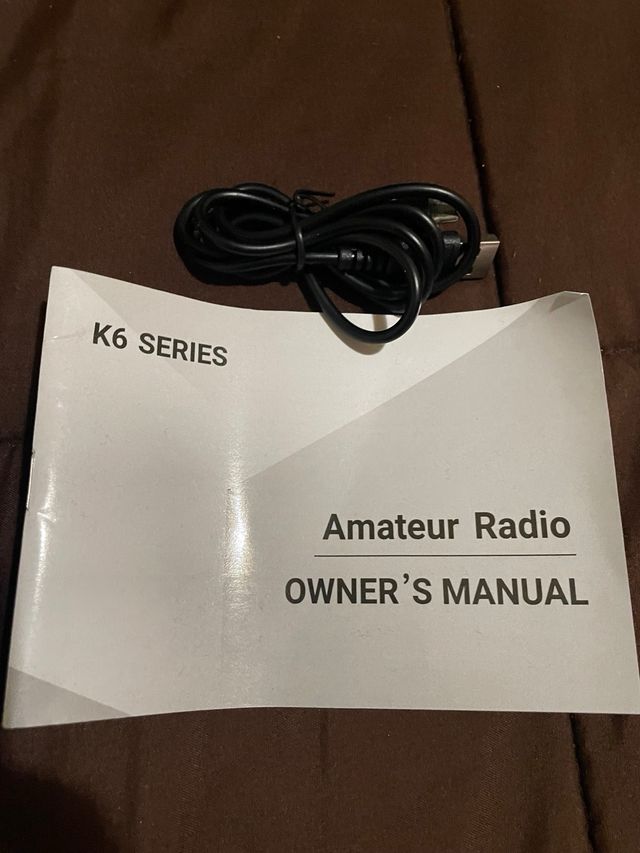 K6 SERIES
Amateur Radio
OWNER'S MANUAL